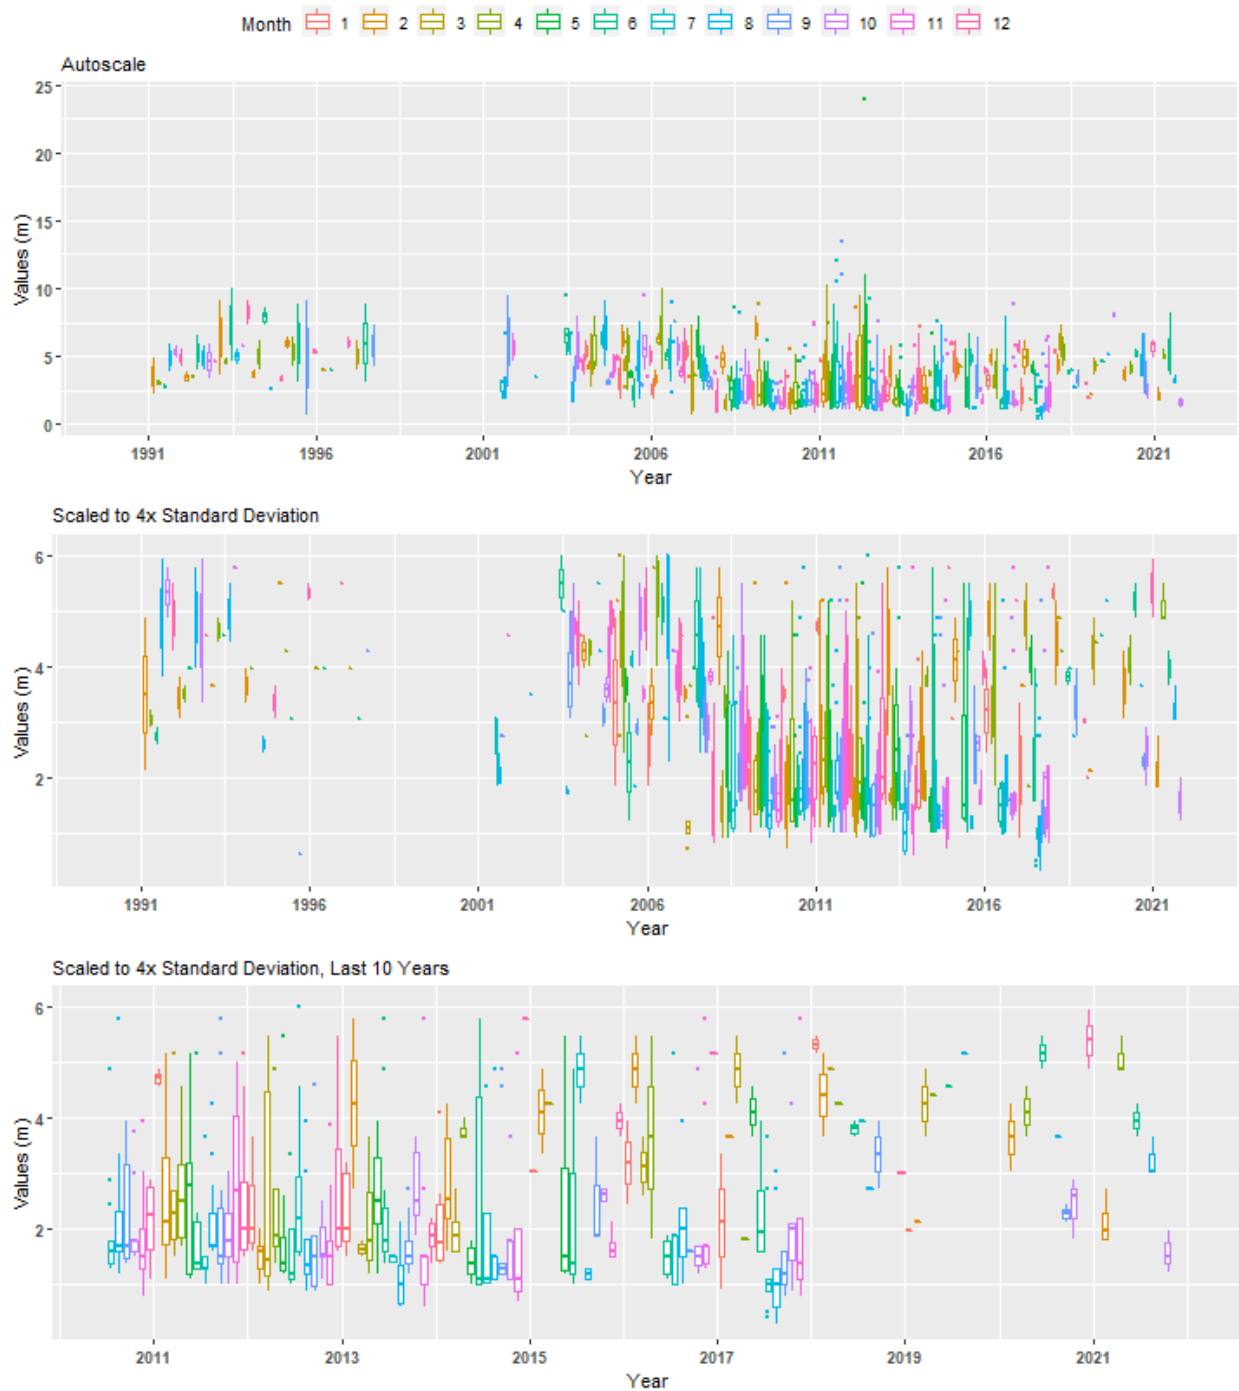 Month 1 2 3 4 5 6 7 8 9 10 11 12
Autoscale
25
20
15
10
5
0
Values (m)
1991 1996 2001 2006 2011 2016 2021
Year
Scaled to 4x Standard Deviation
6
4
2
Values (m)
1991 1996 2001 2006 2011 2016 2021
Year
Scaled to 4x Standard Deviation, Last 10 Years
6
4
2
Values (m)
2011 2013 2015 2017 2019 2021
Year